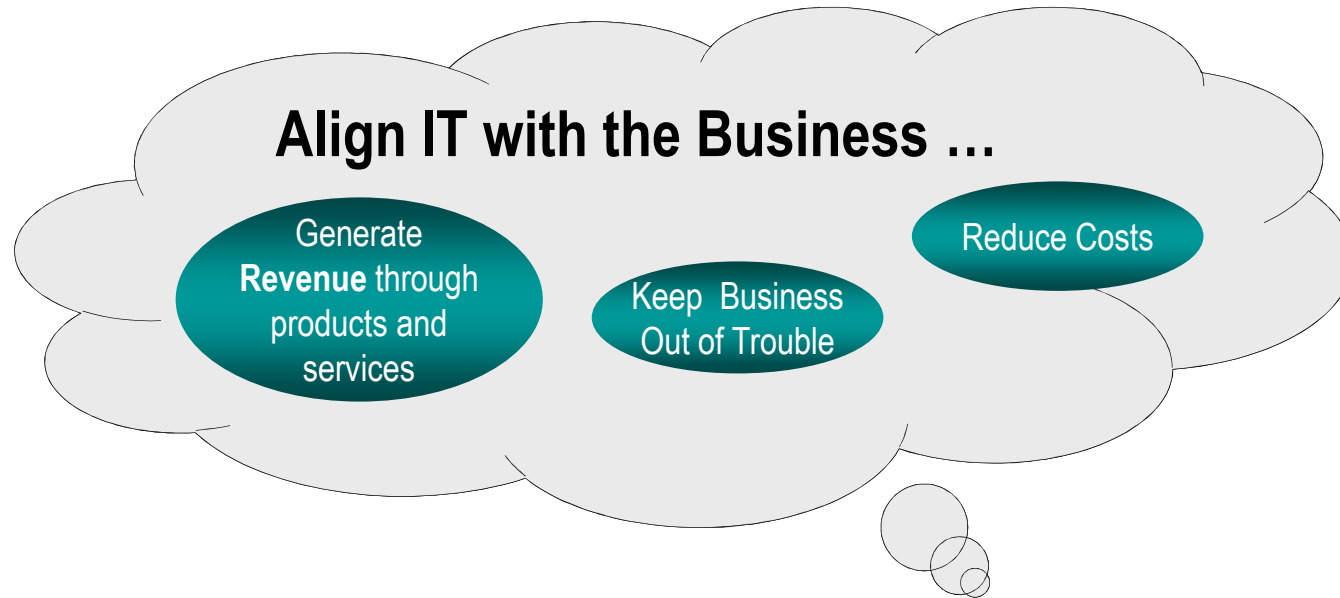 Align IT with the Business …
Generate
Revenue through
products and
services
Keep  Business
Out of Trouble
Reduce Costs